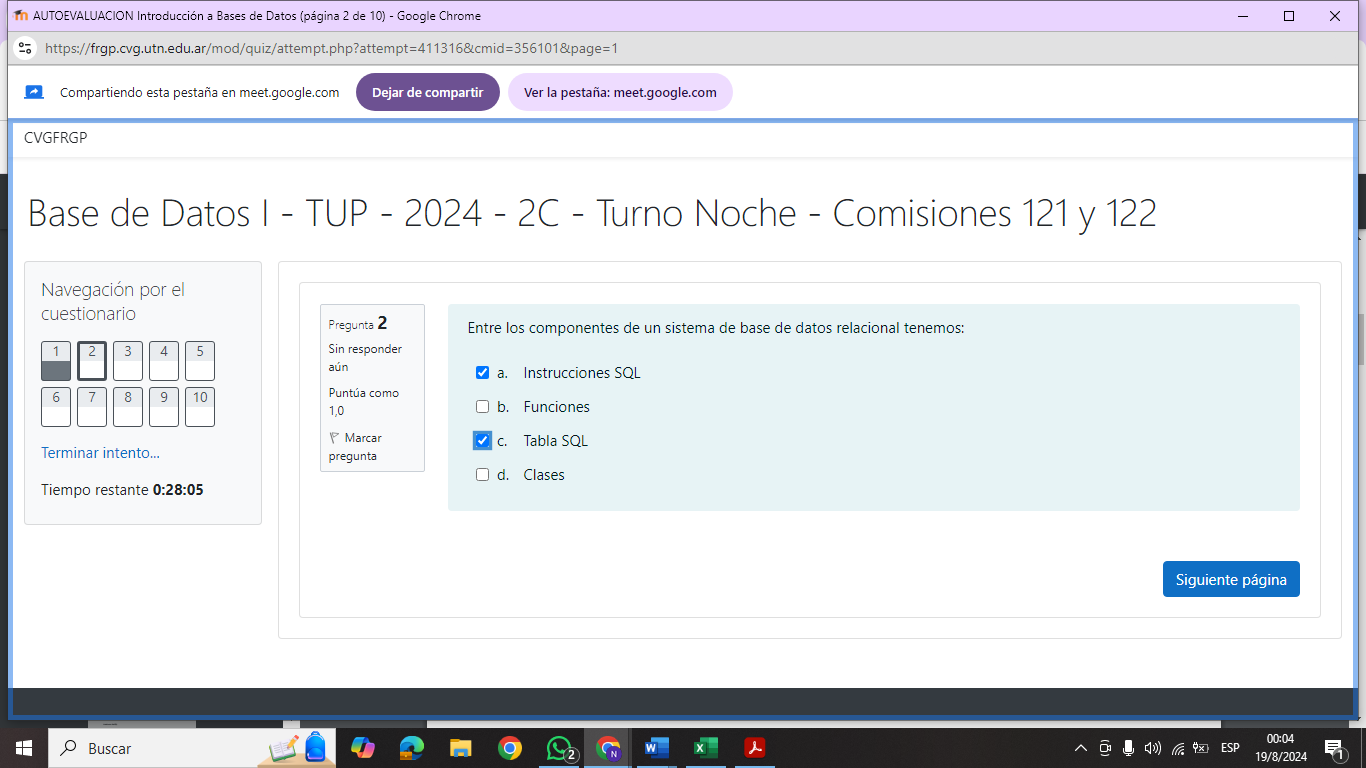 AUTOEVALUACION Introducción a Bases de Datos (página 2 de 10) - Google Chrome
https://frgp.cvg.utn.edu.ar/mod/quiz/attempt.php?attempt=411316&cmid=356101&page=1
Compartiendo esta pestaña en meet.google.com
Dejar de compartir
Ver la pestaña: meet.google.com
CVGFRGP
Base de Datos I - TUP - 2024 - 2C - Turno Noche - Comisiones 121 y 122
Navegación por el
cuestionario
1 2 3 4 5
6 7 8 9 10
Terminar intento...
Tiempo restante 0:28:05
Pregunta 2
Sin responder
aún
Puntúa como
1,0
Marcar
pregunta
Entre los componentes de un sistema de base de datos relacional tenemos:
a. Instrucciones SQL
b. Funciones
c. Tabla SQL
d. Clases
Siguiente página
Buscar
2
N
W
X
ESP
00:04
19/8/2024
1